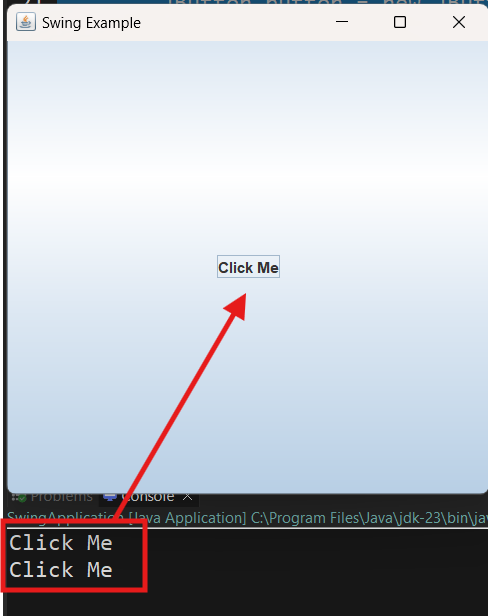 JButton button = new JBut
Swing Example
Click Me
Problems Console
SwingApplication [Java Application] C:\Program Files\Java\jdk-23\bin\jav
Click Me
Click Me